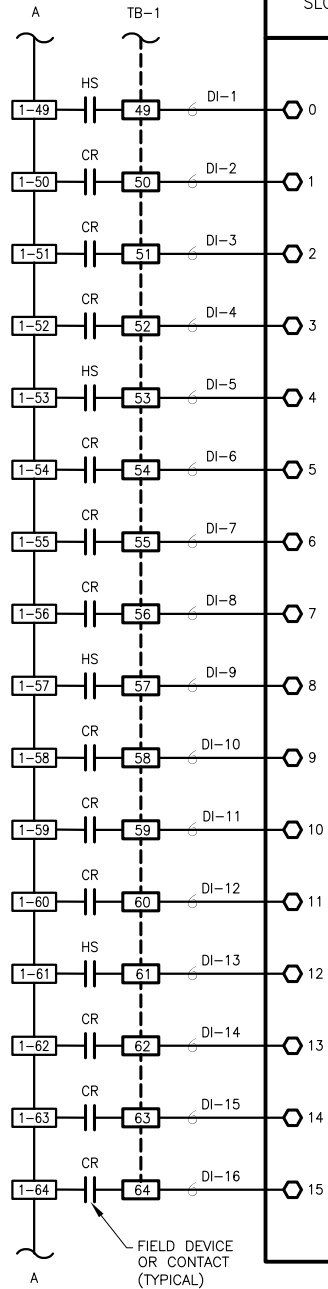 A TB-1 SLO
HS
1-49 49 DI-1 0
CR
1-50 50 DI-2 1
CR
1-51 51 DI-3 2
CR
1-52 52 DI-4 3
HS
1-53 53 DI-5 4
CR
1-54 54 DI-6 5
CR
1-55 55 DI-7 6
CR
1-56 56 DI-8 7
HS
1-57 57 DI-9 8
CR
1-58 58 DI-10 9
CR
1-59 59 DI-11 10
CR
1-60 60 DI-12 11
HS
1-61 61 DI-13 12
CR
1-62 62 DI-14 13
CR
1-63 63 DI-15 14
CR
1-64 64 DI-16 15
FIELD DEVICE
OR CONTACT
(TYPICAL)
A